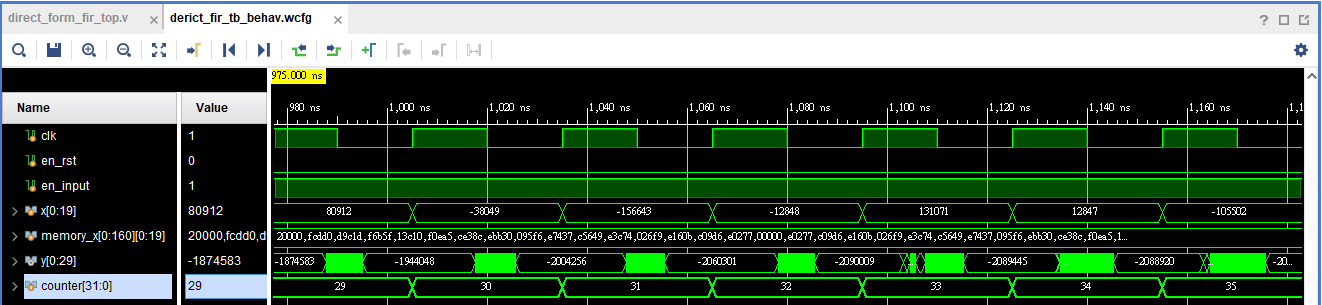 direct_form_fir_top.v × derict_fir_tb_behav.wcfg × ?
975.000 ns
Name Value
980 ns 1,000 ns 1,020 ns 1,040 ns 1,060 ns 1,080 ns 1,100 ns 1,120 ns 1,140 ns 1,160 ns 1,1
clk 1
en_rst 0
en_input 1
x[0:19] 80912 80912 -38049 -156643 -12848 131071 12847 -105502
memory_x[0:160][0:19] 20000,fcdd0,d 20000,fcdd0,d9c1d,f6b5f,13c10,f0ea5,ce38c,ebb30,095f6,e7437,c5649,e3c74,026f9,e160b,c09d6,e0277,00000,e0277,c09d6,e160b,026f9,e3c74,c5649,e7437,095f6,ebb30,ce38c,f0ea5,1...
y[0:29] -1874583 -1874583 -1944048 -2004256 -2060301 -2090009 ... -2089445 ... -2088920 -20...
counter[31:0] 29 29 30 31 32 33 34 35